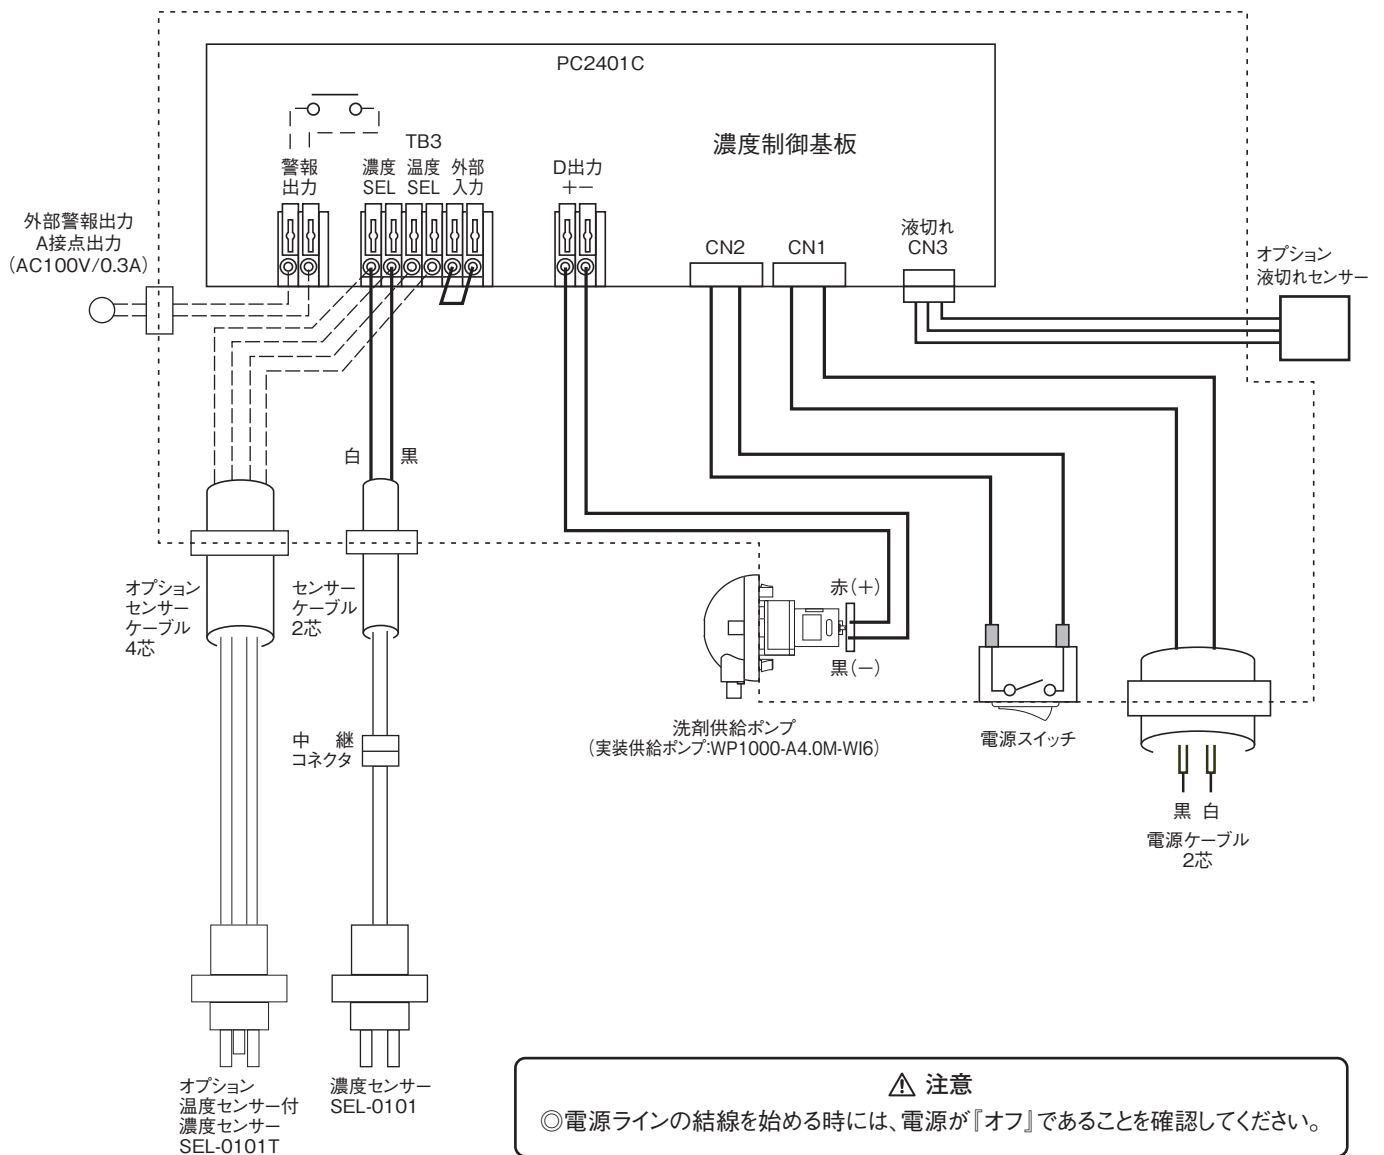 PC2401C
濃度制御基板
TB3
警報
出力
濃度
SEL
温度
SEL
外部
入力
D出力
＋－
CN2
CN1
液切れ
CN3
外部警報出力
A接点出力
（AC100V/0.3A）
オプション
液切れセンサー
白
黒
オプション
センサー
ケーブル
4芯
センサー
ケーブル
2芯
中　継
コネクタ
赤（＋）
黒（－）
洗剤供給ポンプ
（実装供給ポンプ:WP1000-A4.0M-WI6）
電源スイッチ
黒 白
電源ケーブル
2芯
オプション
温度センサー付
濃度センサー
SEL-0101T
濃度センサー
SEL-0101
⚠ 注意
◎電源ラインの結線を始める時には、電源が『オフ』であることを確認してください。